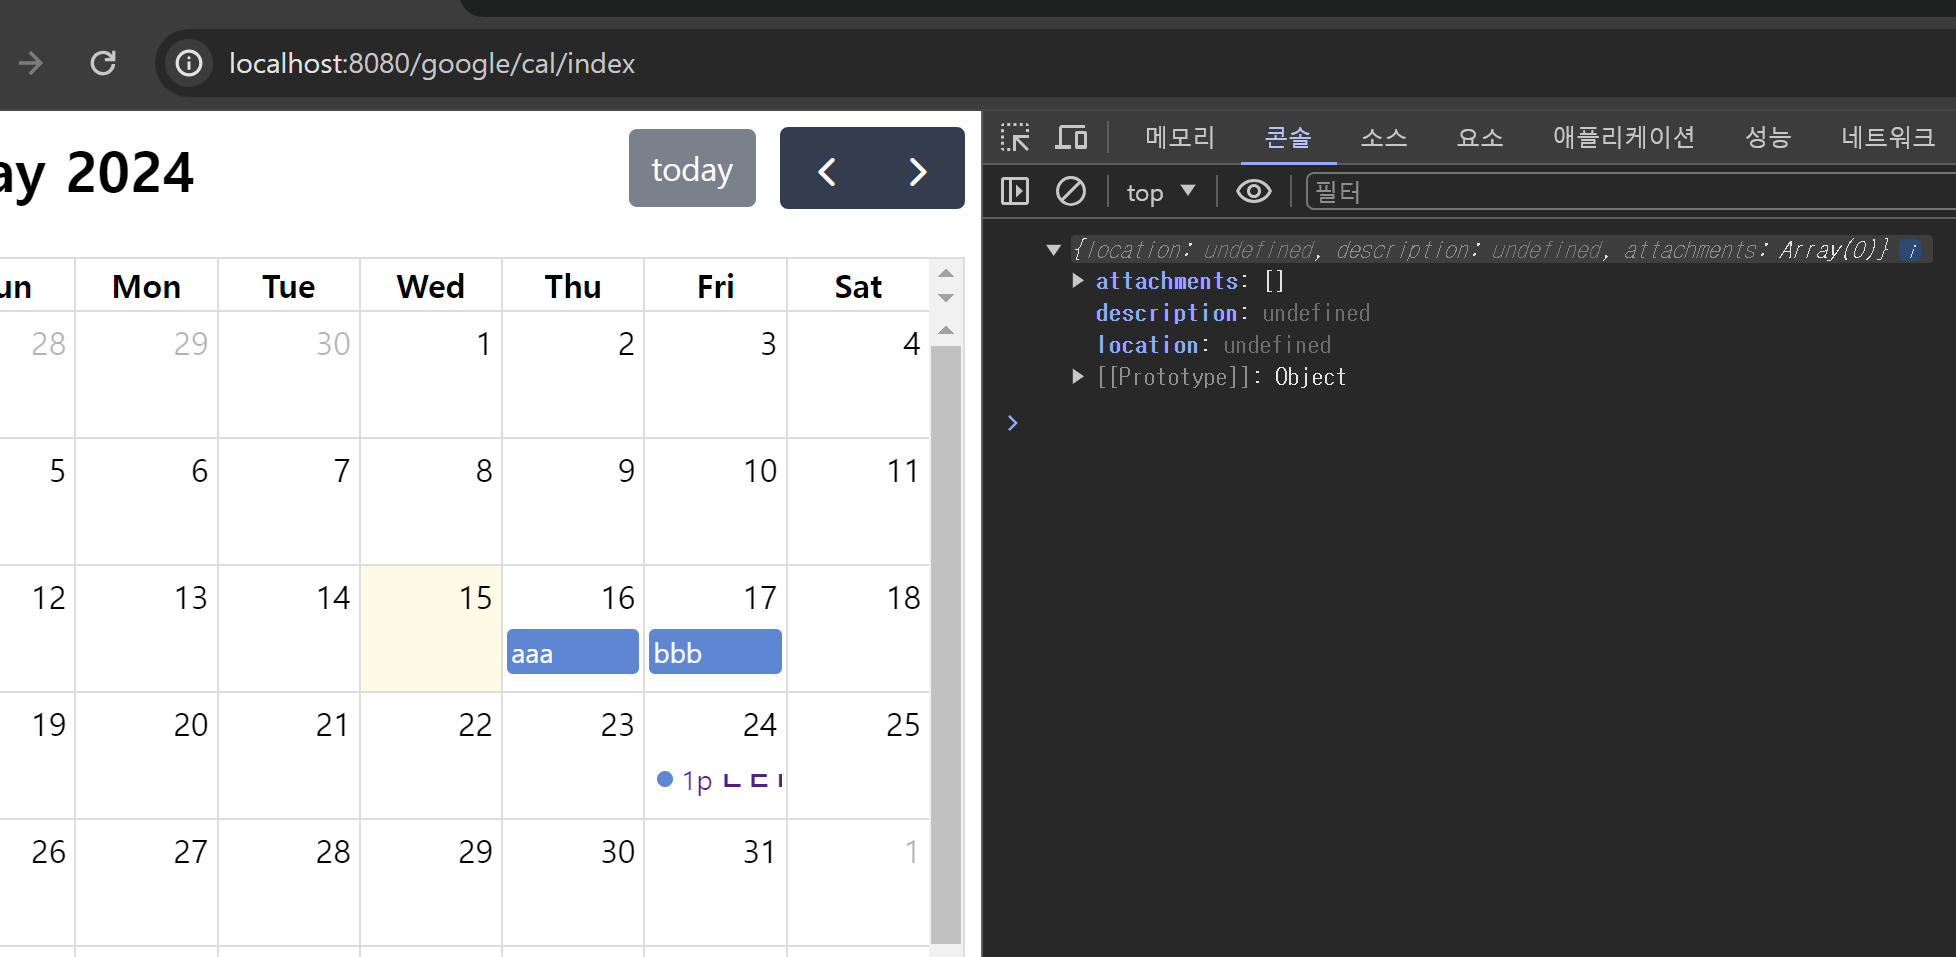 localhost:8080/google/cal/index
ay 2024
today
un Mon Tue Wed Thu Fri Sat
28 29 30 1 2 3 4
5 6 7 8 9 10 11
12 13 14 15 16 17 18
aaa bbb
19 20 21 22 23 24 25
1p ㄴㄷ
26 27 28 29 30 31 1
메모리 콘솔 소스 요소 애플리케이션 성능 네트워크
top 필터
{location: undefined, description: undefined, attachments: Array(0)} i
attachments: []
description: undefined
location: undefined
[[Prototype]]: Object